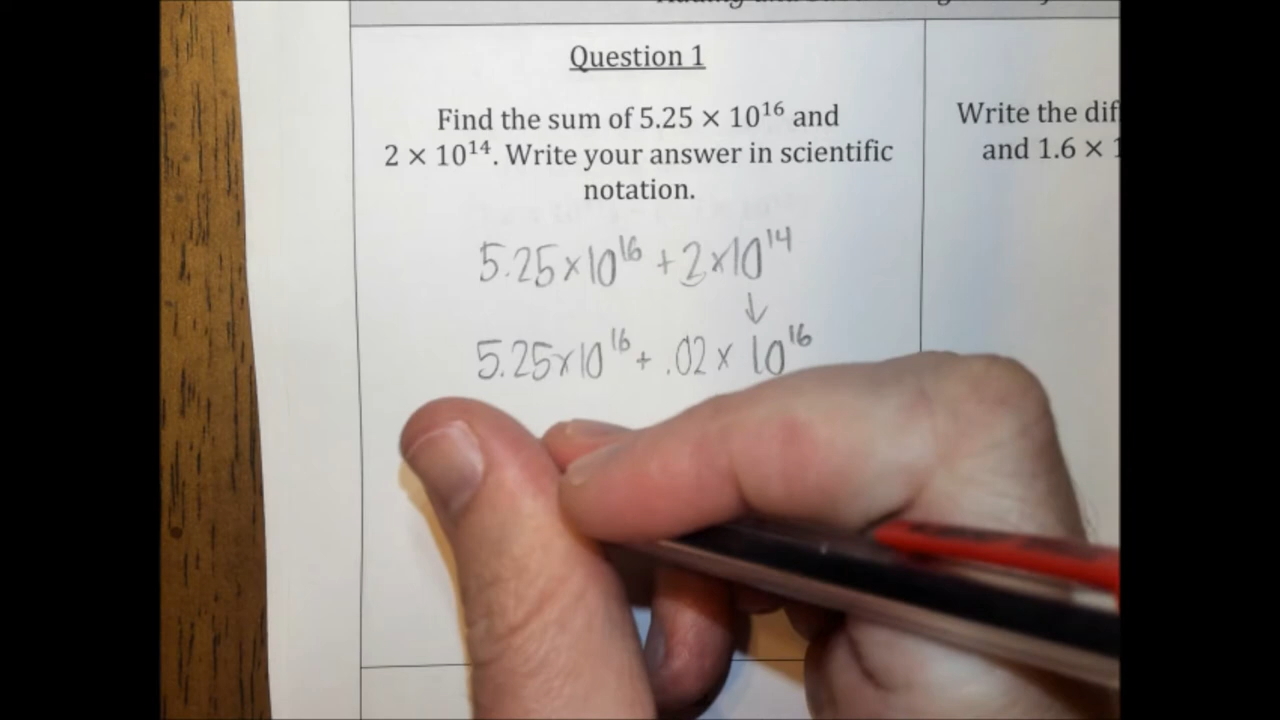 Question 1
Find the sum of 5.25 × 10¹⁶ and
2 × 10¹⁴. Write your answer in scientific
notation.
5.25×10¹⁶ + 2×10¹⁴
↓
5.25×10¹⁶ + .02 × 10¹⁶
Write the dif
and 1.6 × 1